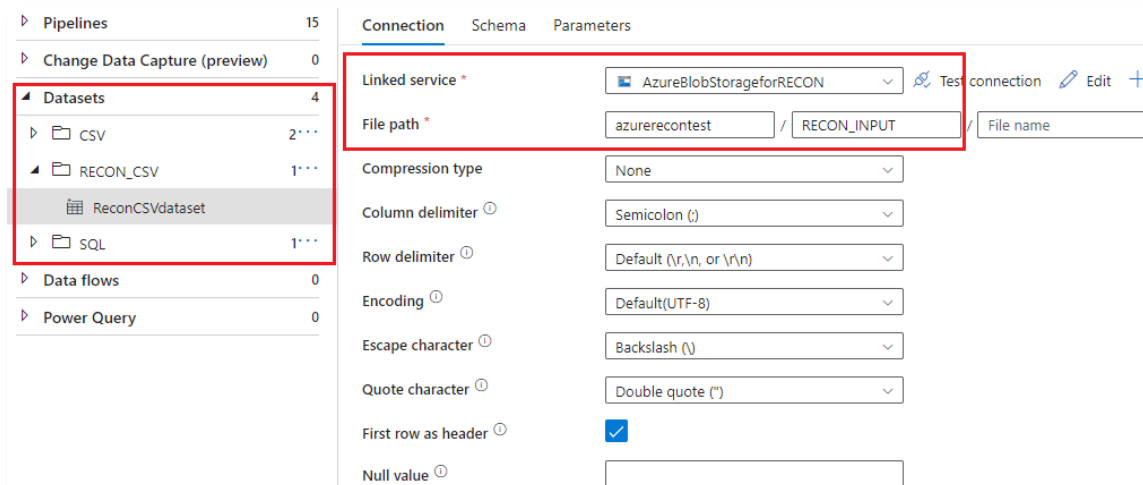 Pipelines 15
Change Data Capture (preview) 0
Datasets 4
CSV 2···
RECON_CSV 1···
ReconCSVdataset
SQL 1···
Data flows 0
Power Query 0
Connection Schema Parameters
Linked service * AzureBlobStorageforRECON Test connection Edit
File path * azurerecontest / RECON_INPUT / File name
Compression type None
Column delimiter Semicolon (;)
Row delimiter Default (\r,\n, or \r\n)
Encoding Default(UTF-8)
Escape character Backslash (\)
Quote character Double quote (")
First row as header
Null value